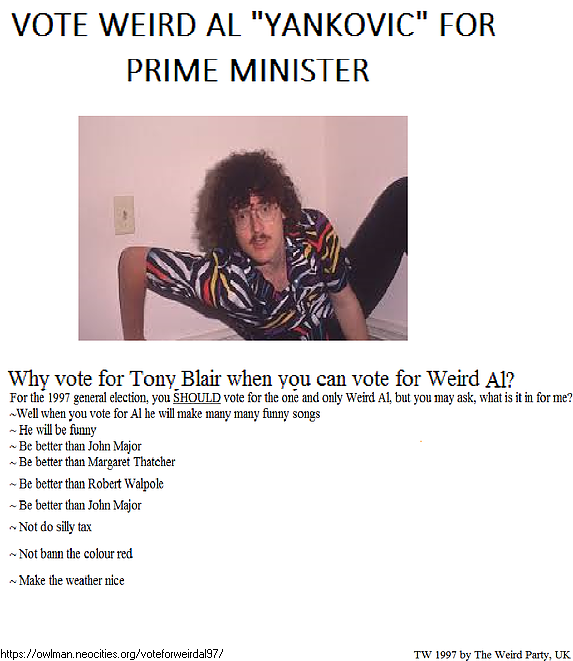 VOTE WEIRD AL "YANKOVIC" FOR
PRIME MINISTER
Why vote for Tony Blair when you can vote for Weird Al?
For the 1997 general election, you SHOULD vote for the one and only Weird Al, but you may ask, what is it in for me?
~Well when you vote for Al he will make many many funny songs
~ He will be funny
~ Be better than John Major
~ Be better than Margaret Thatcher
~ Be better than Robert Walpole
~ Be better than John Major
~ Not do silly tax
~ Not bann the colour red
~ Make the weather nice
https://owlman.neocities.org/voteforweirdal97/
TW 1997 by The Weird Party, UK